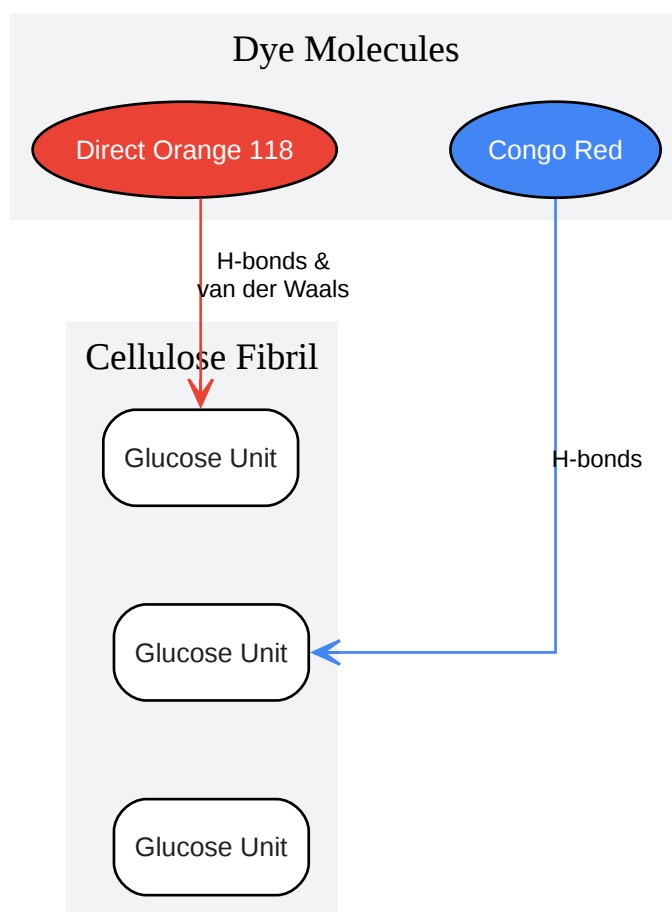 Dye Molecules
Direct Orange 118
Congo Red
H-bonds &
van der Waals
Cellulose Fibril
Glucose Unit
H-bonds
Glucose Unit
Glucose Unit